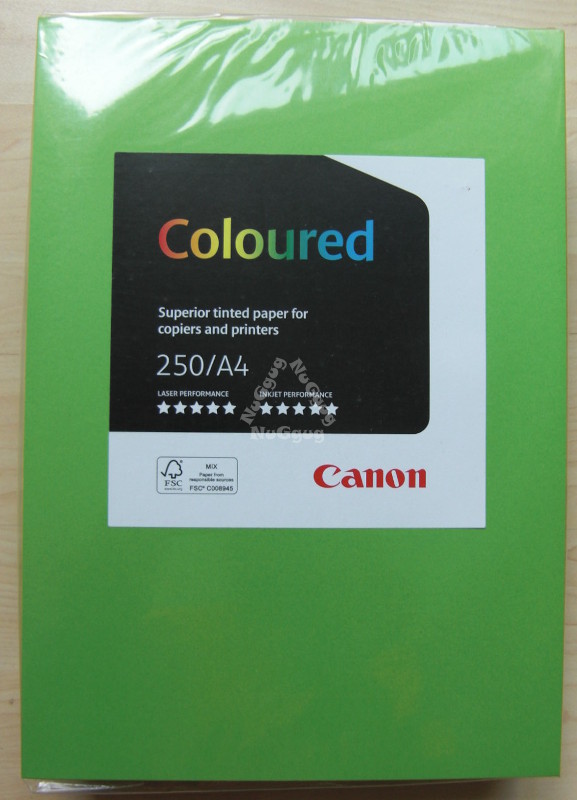 Coloured
Superior tinted paper for
copiers and printers
250/A4
LASER PERFORMANCE
INKJET PERFORMANCE
NuGgug
NuGgug
NuGgug
FSC
MIX
Paper from
responsible sources
FSC® C008945
Canon